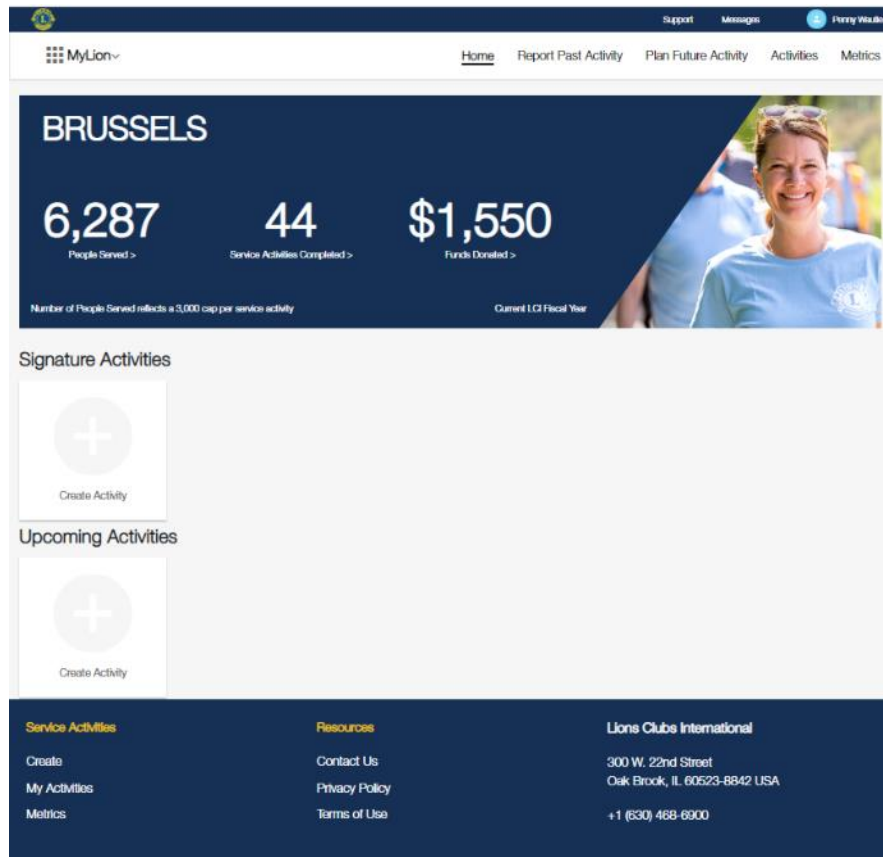 Support Messages Penny
MyLion
Home Report Past Activity Plan Future Activity Activities Metrics
BRUSSELS
6,287 44 $1,550
People Served > Service Activities Completed > Funds Donated >
Number of People Served reflects a 3,000 cap per service activity Current LCI Fiscal Year
Signature Activities
Create Activity
Upcoming Activities
Create Activity
Service Activities Resources Lions Clubs International
Create Contact Us 300 W. 22nd Street
My Activities Privacy Policy Oak Brook, IL 60523-8842 USA
Metrics Terms of Use +1 (630) 468-6900